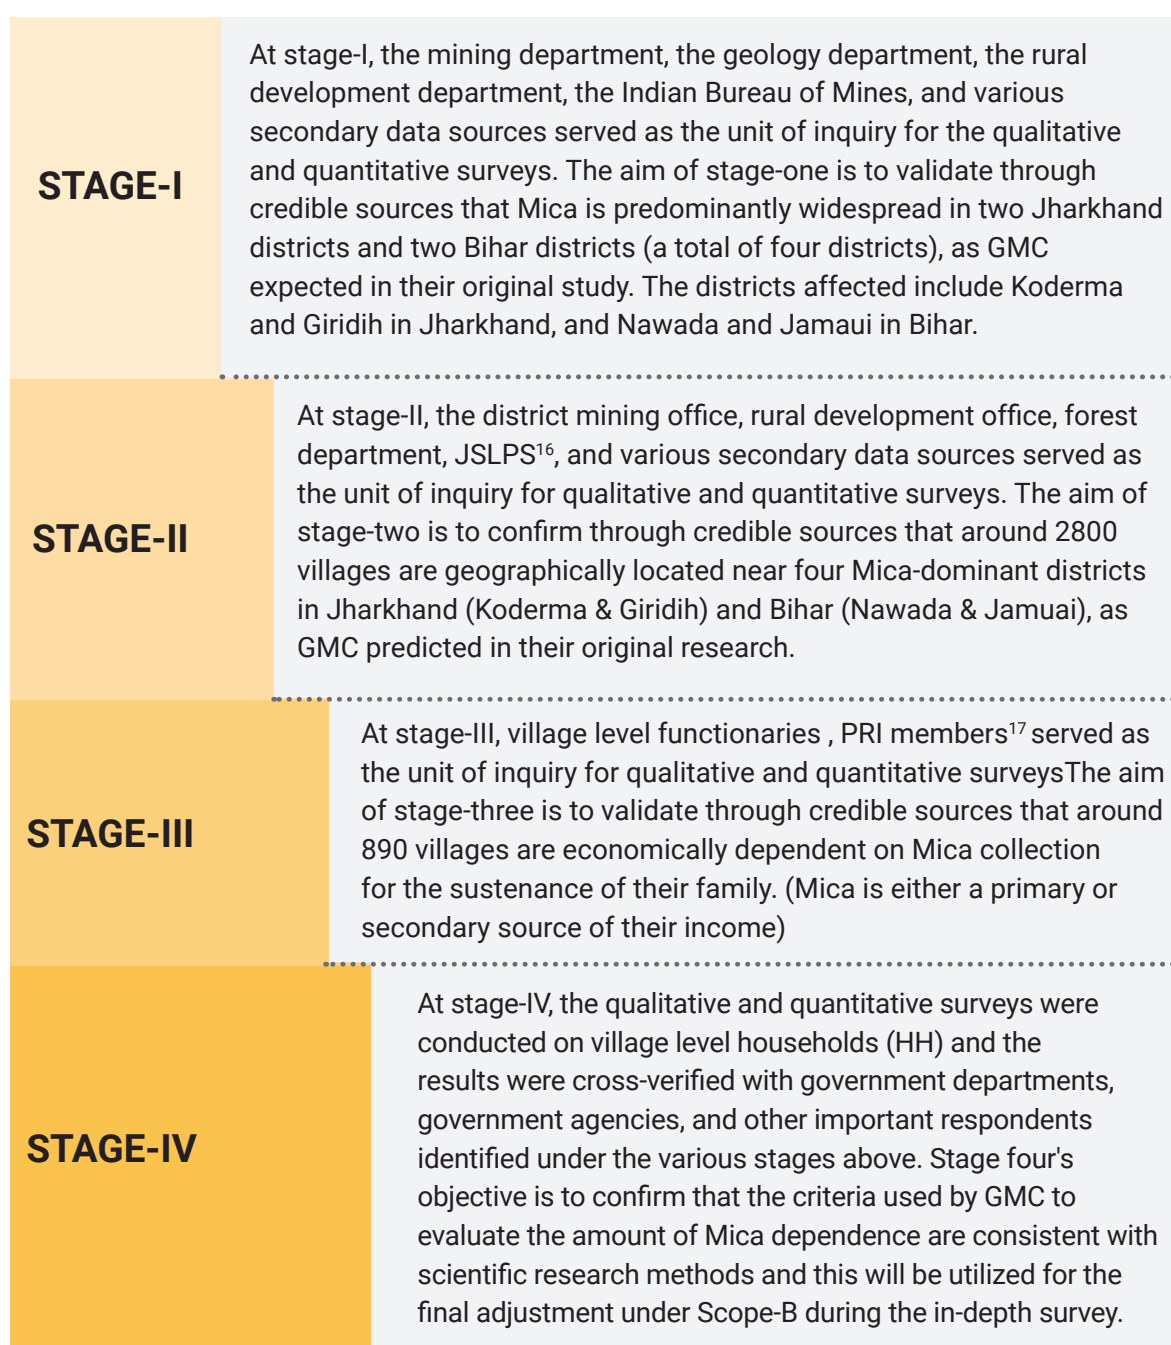 STAGE-I
At stage-I, the mining department, the geology department, the rural
development department, the Indian Bureau of Mines, and various
secondary data sources served as the unit of inquiry for the qualitative
and quantitative surveys. The aim of stage-one is to validate through
credible sources that Mica is predominantly widespread in two Jharkhand
districts and two Bihar districts (a total of four districts), as GMC
expected in their original study. The districts affected include Koderma
and Giridih in Jharkhand, and Nawada and Jamaui in Bihar.
STAGE-II
At stage-II, the district mining office, rural development office, forest
department, JSLPS¹⁶, and various secondary data sources served as
the unit of inquiry for qualitative and quantitative surveys. The aim of
stage-two is to confirm through credible sources that around 2800
villages are geographically located near four Mica-dominant districts
in Jharkhand (Koderma & Giridih) and Bihar (Nawada & Jamuai), as
GMC predicted in their original research.
STAGE-III
At stage-III, village level functionaries , PRI members¹⁷ served as
the unit of inquiry for qualitative and quantitative surveysThe aim
of stage-three is to validate through credible sources that around
890 villages are economically dependent on Mica collection
for the sustenance of their family. (Mica is either a primary or
secondary source of their income)
STAGE-IV
At stage-IV, the qualitative and quantitative surveys were
conducted on village level households (HH) and the
results were cross-verified with government departments,
government agencies, and other important respondents
identified under the various stages above. Stage four's
objective is to confirm that the criteria used by GMC to
evaluate the amount of Mica dependence are consistent with
scientific research methods and this will be utilized for the
final adjustment under Scope-B during the in-depth survey.